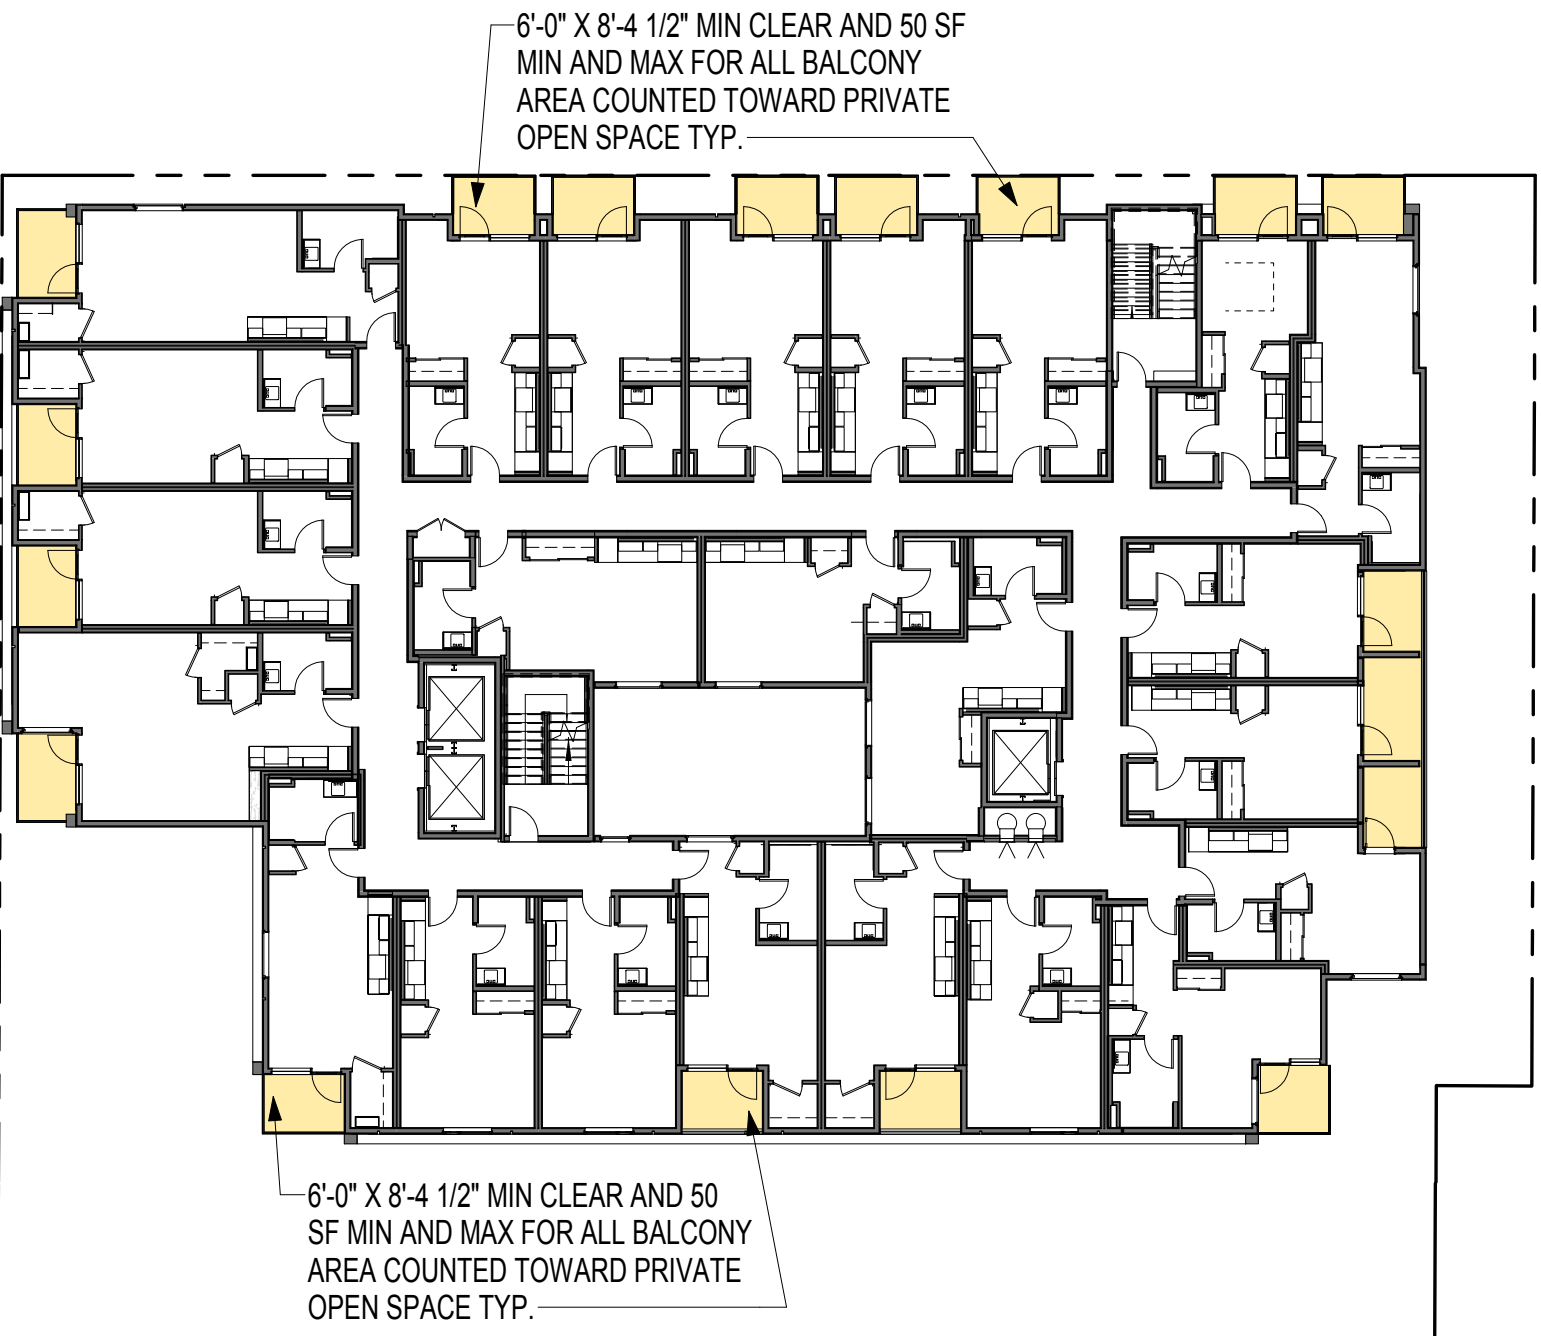 6'-0" X 8'-4 1/2" MIN CLEAR AND 50 SF
MIN AND MAX FOR ALL BALCONY
AREA COUNTED TOWARD PRIVATE
OPEN SPACE TYP.
6'-0" X 8'-4 1/2" MIN CLEAR AND 50
SF MIN AND MAX FOR ALL BALCONY
AREA COUNTED TOWARD PRIVATE
OPEN SPACE TYP.